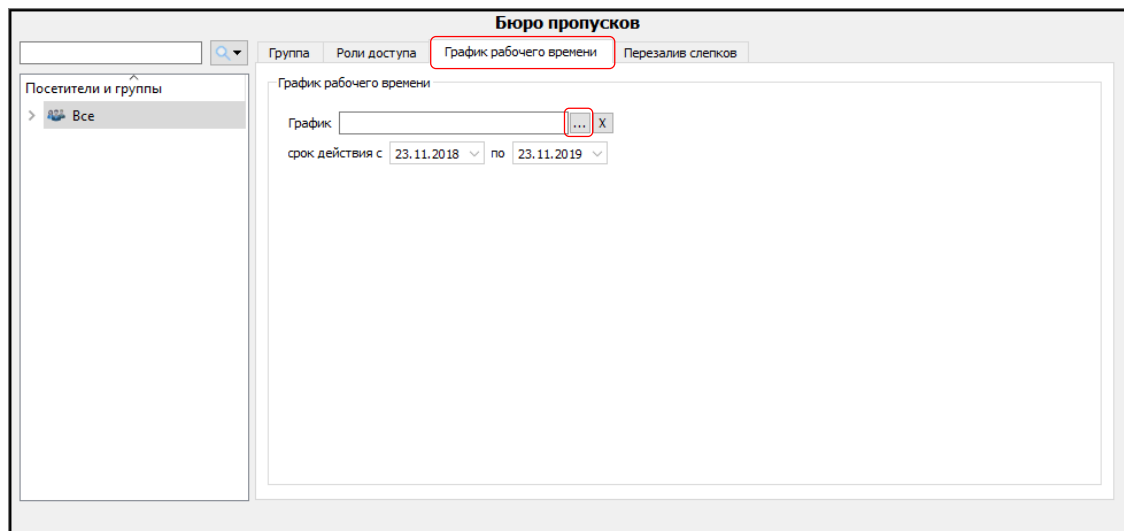 Бюро пропусков
Группа Роли доступа График рабочего времени Перезалив слепков
Посетители и группы
Все
График рабочего времени
График ... X
срок действия с 23.11.2018 по 23.11.2019